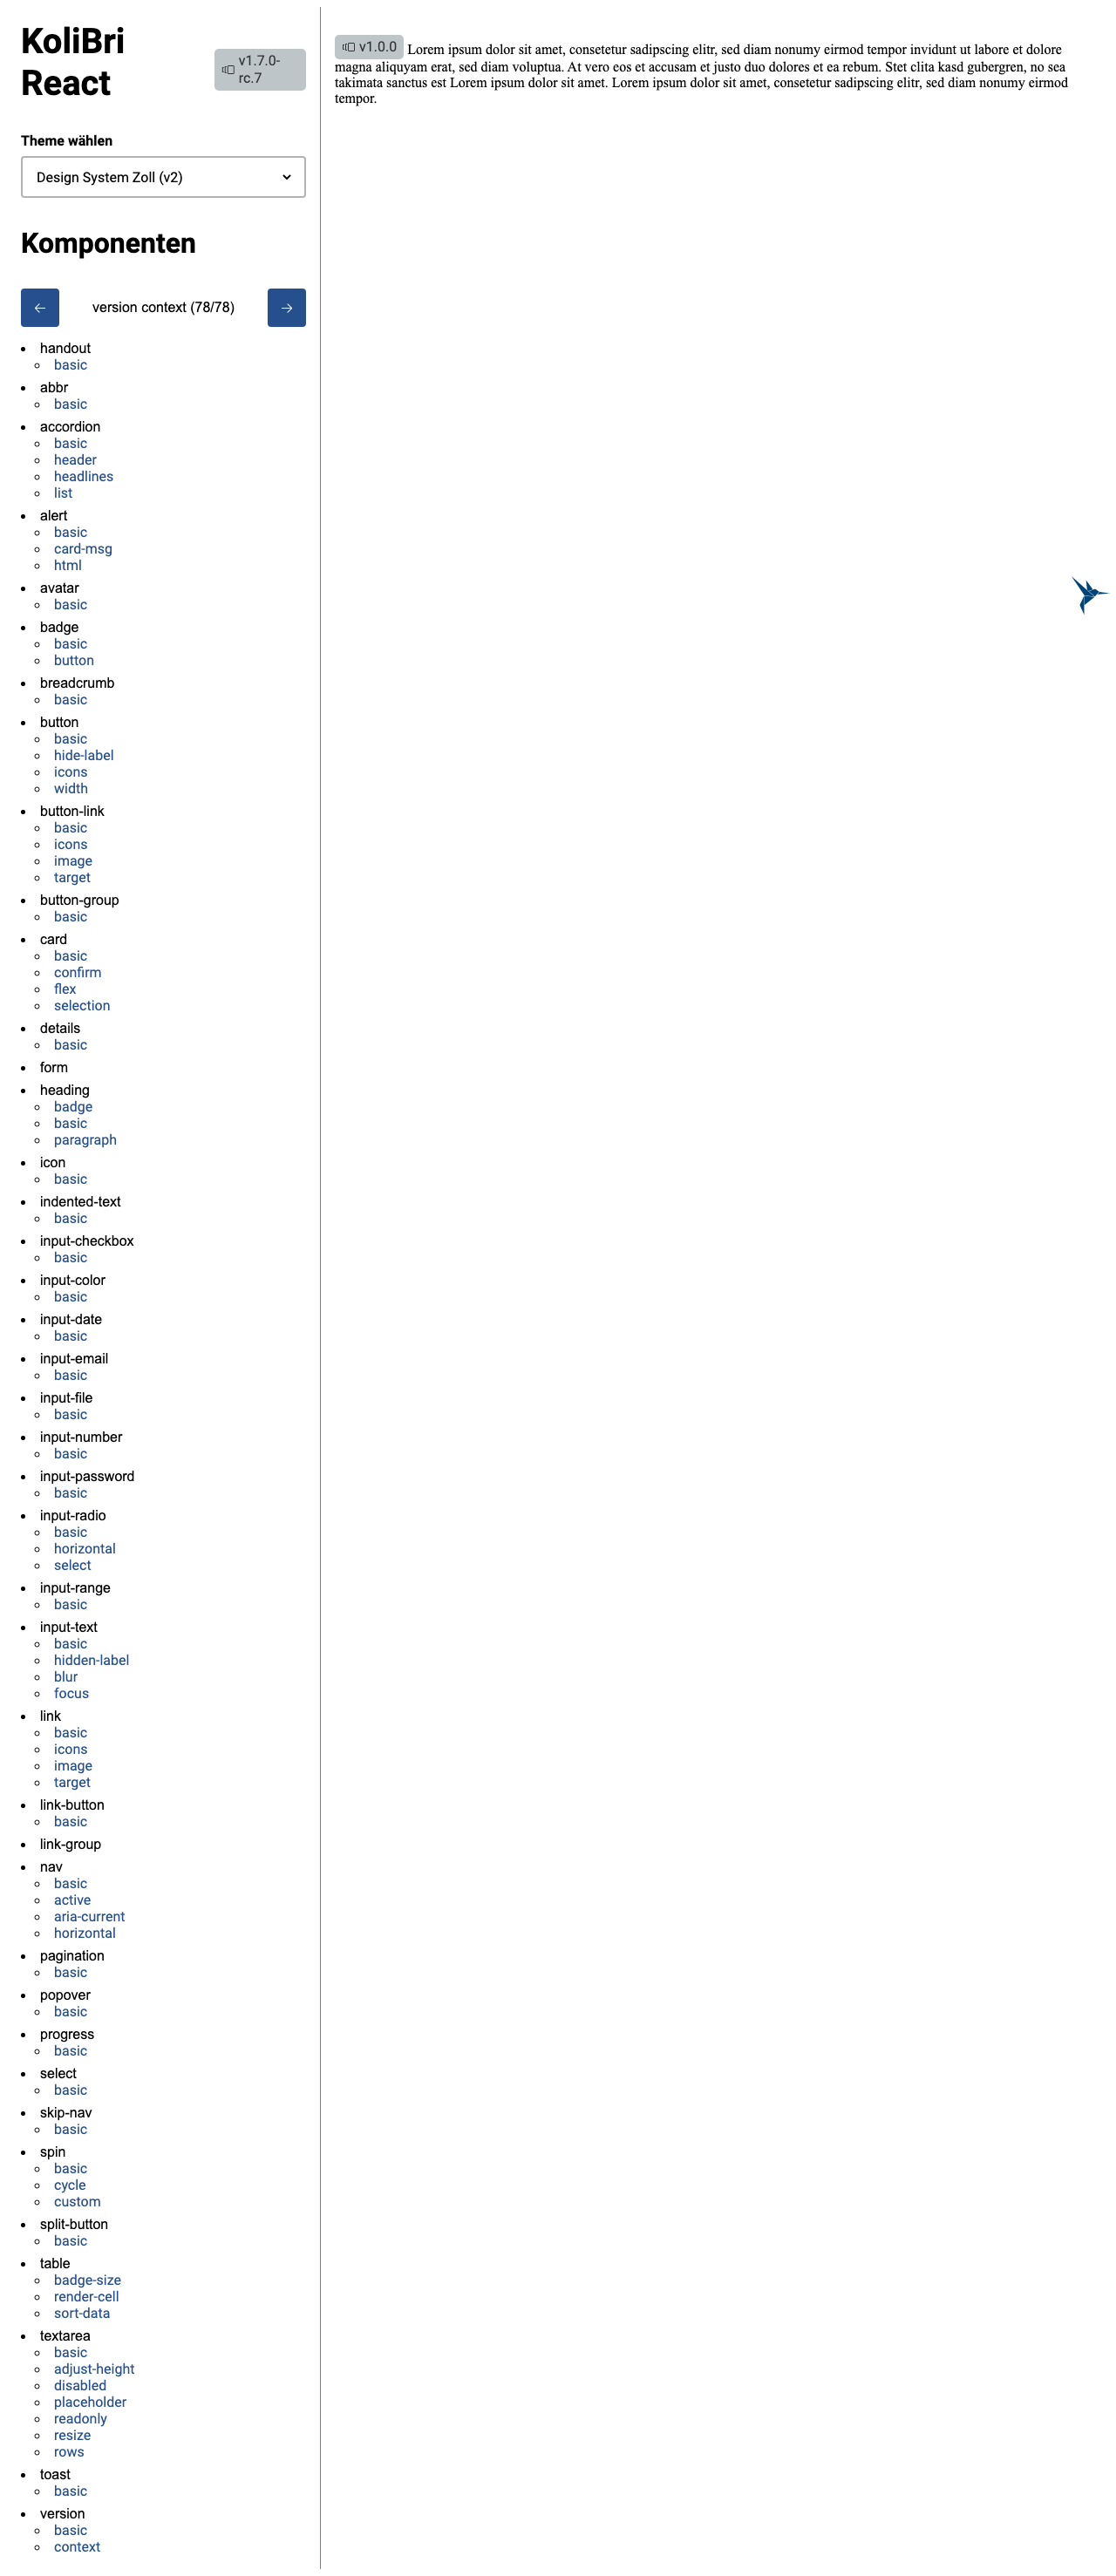 KoliBri
React
v1.7.0-
rc.7
Theme wählen
Design System Zoll (v2)
Komponenten
← version context (78/78) →
handout
basic
abbr
basic
accordion
basic
header
headlines
list
alert
basic
card-msg
html
avatar
basic
badge
basic
button
breadcrumb
basic
button
basic
hide-label
icons
width
button-link
basic
icons
image
target
button-group
basic
card
basic
confirm
flex
selection
details
basic
form
heading
badge
basic
paragraph
icon
basic
indented-text
basic
input-checkbox
basic
input-color
basic
input-date
basic
input-email
basic
input-file
basic
input-number
basic
input-password
basic
input-radio
basic
horizontal
select
input-range
basic
input-text
basic
hidden-label
blur
focus
link
basic
icons
image
target
link-button
basic
link-group
nav
basic
active
aria-current
horizontal
pagination
basic
popover
basic
progress
basic
select
basic
skip-nav
basic
spin
basic
cycle
custom
split-button
basic
table
badge-size
render-cell
sort-data
textarea
basic
adjust-height
disabled
placeholder
readonly
resize
rows
toast
basic
version
basic
context
v1.0.0 Lorem ipsum dolor sit amet, consetetur sadipscing elitr, sed diam nonumy eirmod tempor invidunt ut labore et dolore
magna aliquyam erat, sed diam voluptua. At vero eos et accusam et justo duo dolores et ea rebum. Stet clita kasd gubergren, no sea
takimata sanctus est Lorem ipsum dolor sit amet. Lorem ipsum dolor sit amet, consetetur sadipscing elitr, sed diam nonumy eirmod
tempor.